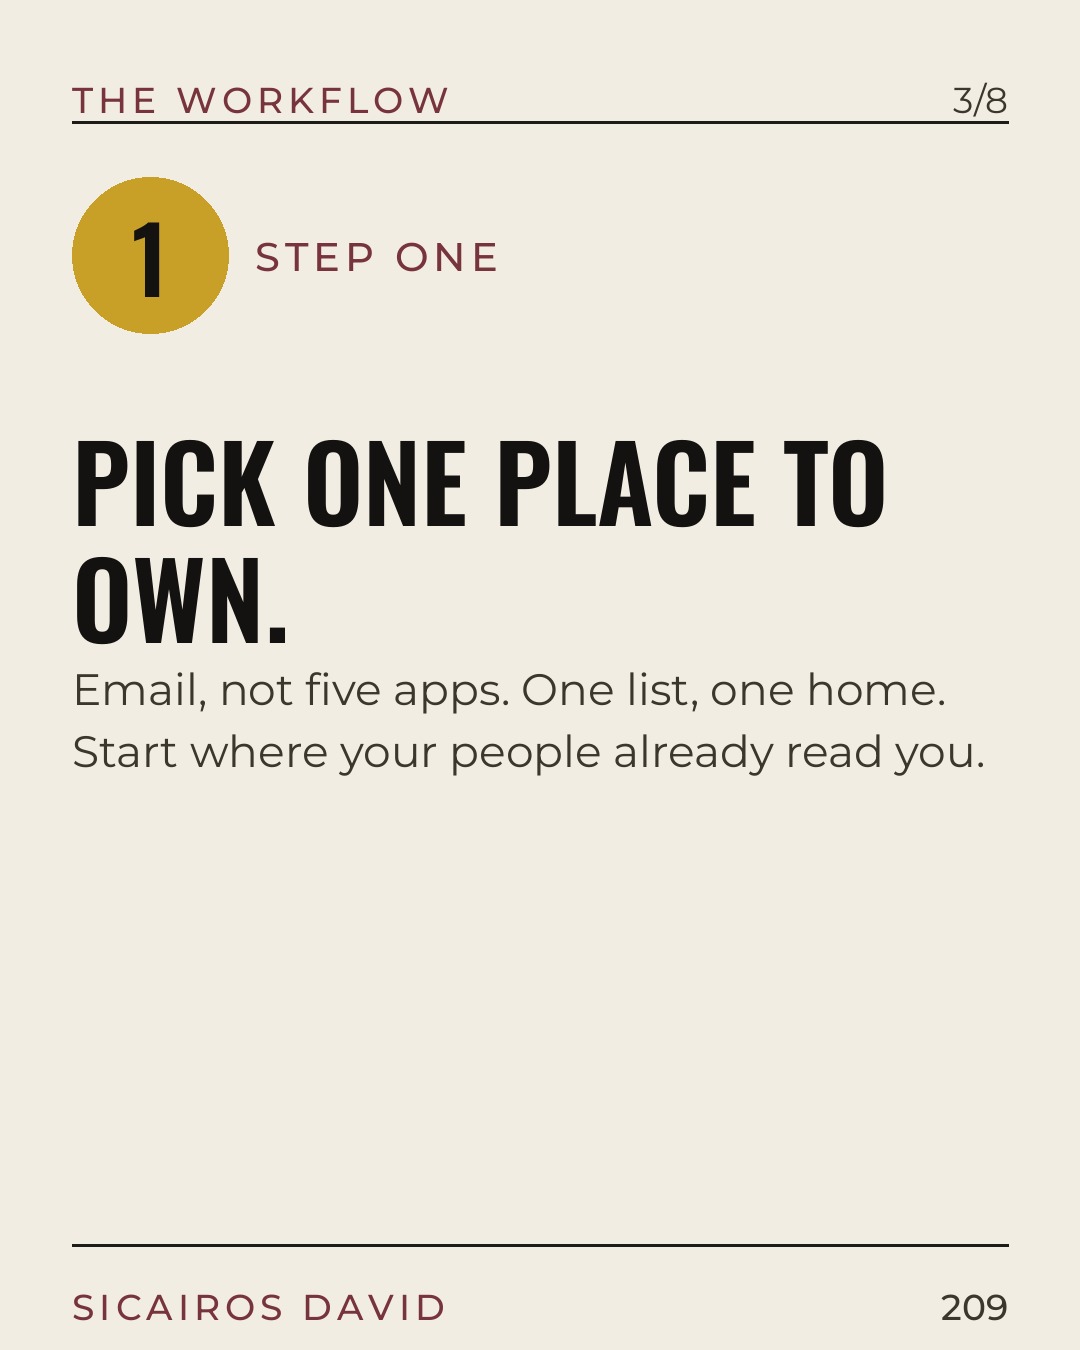 THE WORKFLOW
3/8
1
STEP ONE
PICK ONE PLACE TO
OWN.
Email, not five apps. One list, one home.
Start where your people already read you.
SICAIROS DAVID
209